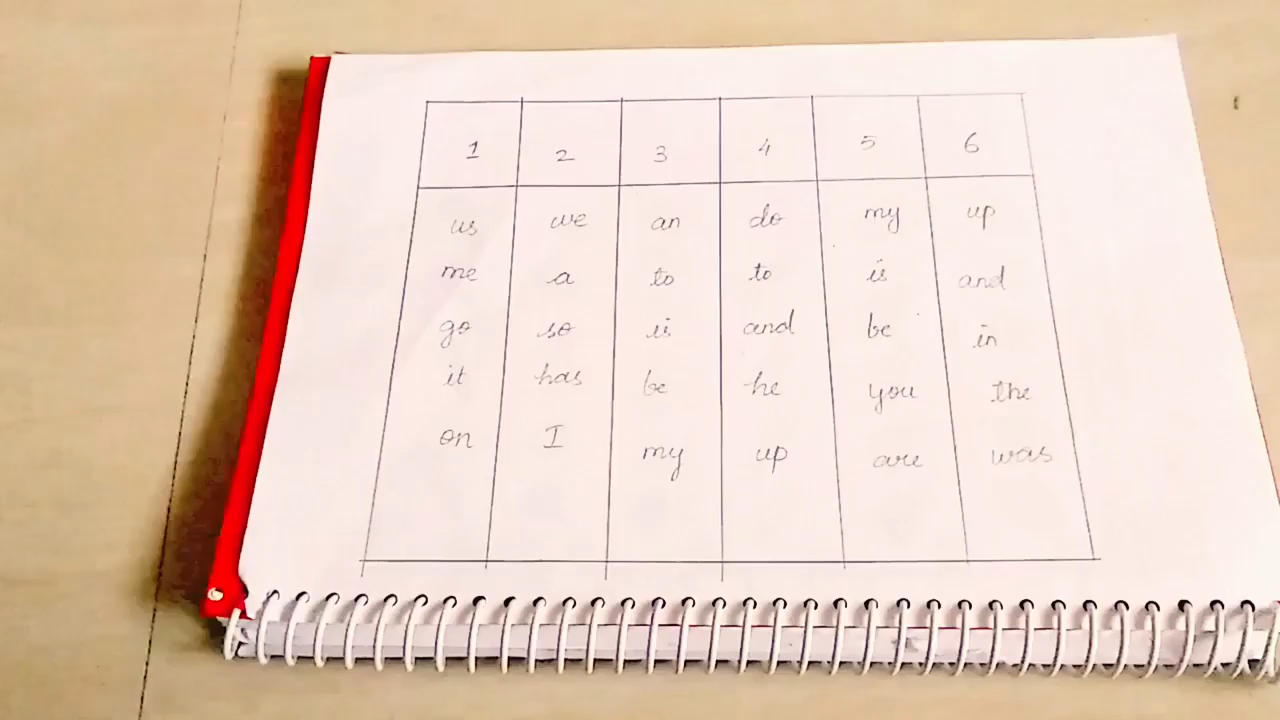 1 2 3 4 5 6
us we an do my up
me a to to is and
go so is and be in
it has be he you the
on I my up are was